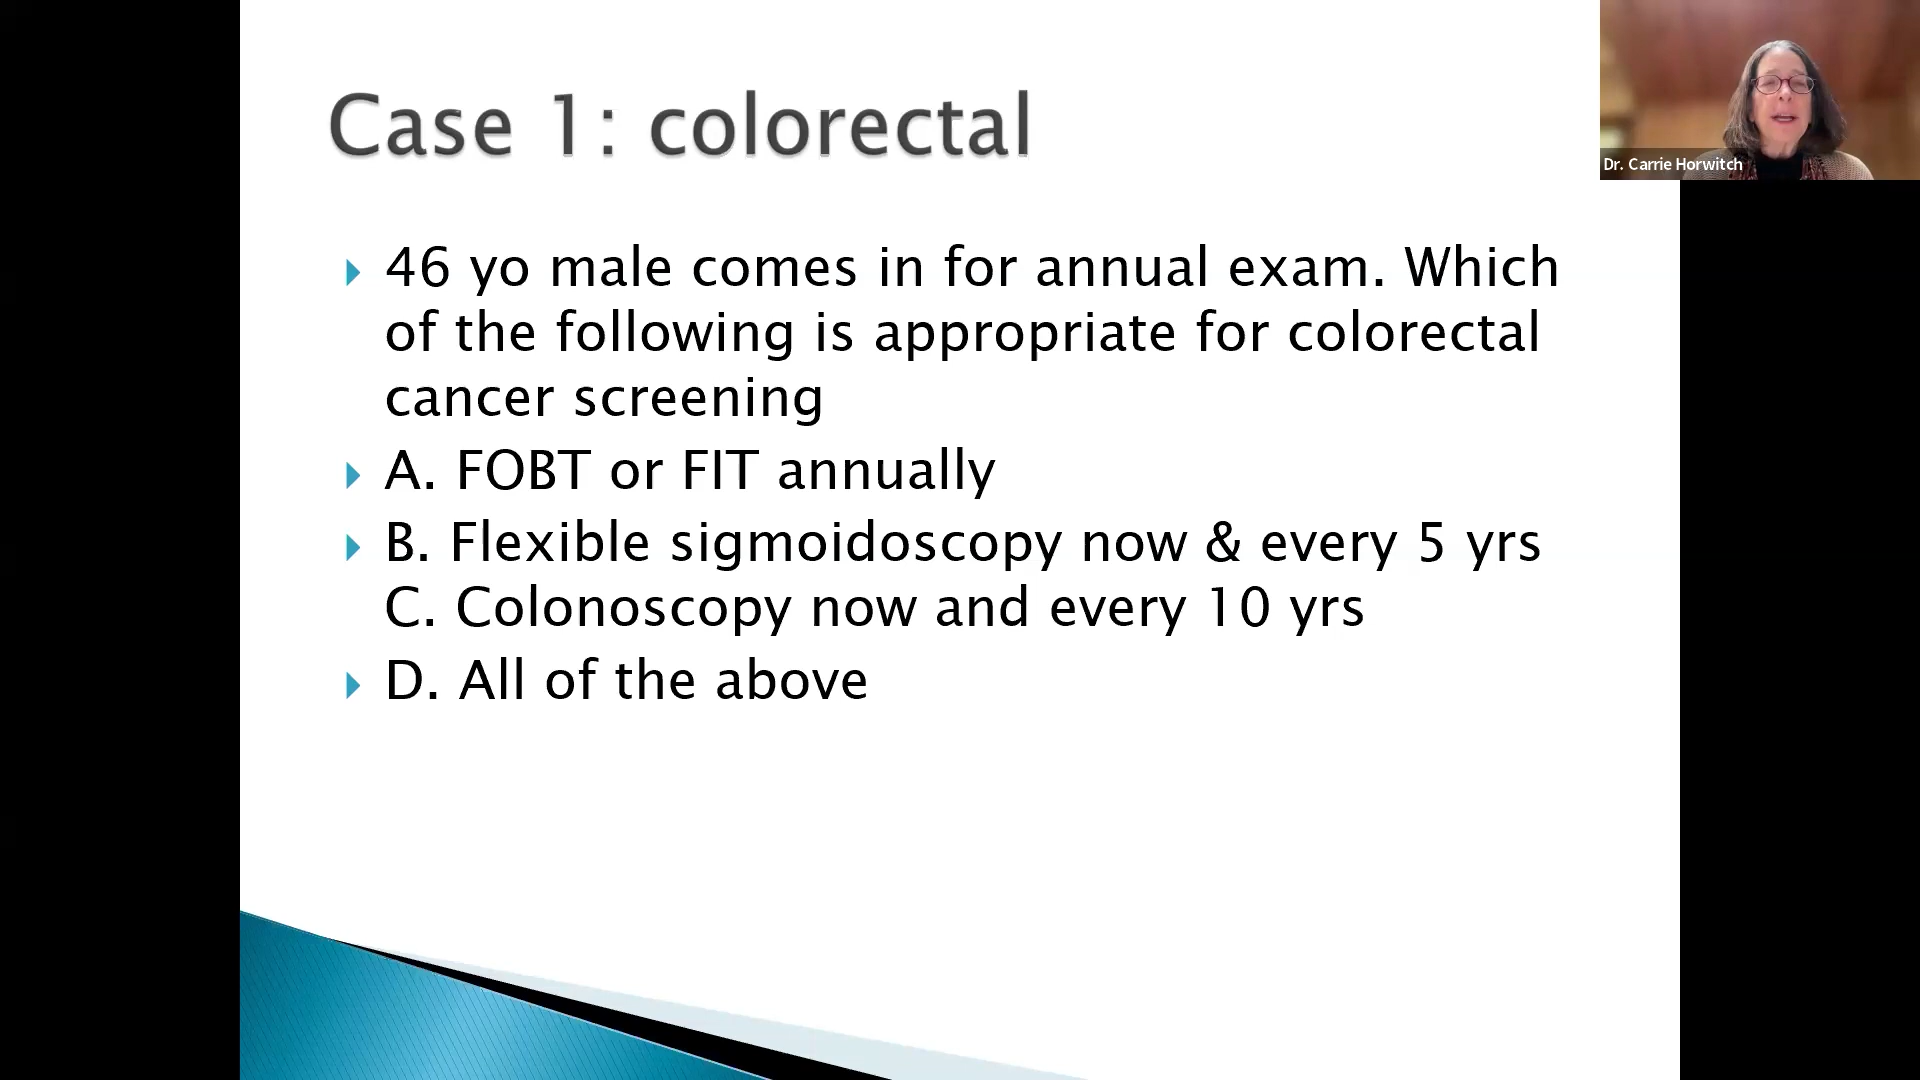 Case 1: colorectal
Dr. Carrie Horwitch
46 yo male comes in for annual exam. Which
of the following is appropriate for colorectal
cancer screening
A. FOBT or FIT annually
B. Flexible sigmoidoscopy now & every 5 yrs
C. Colonoscopy now and every 10 yrs
D. All of the above